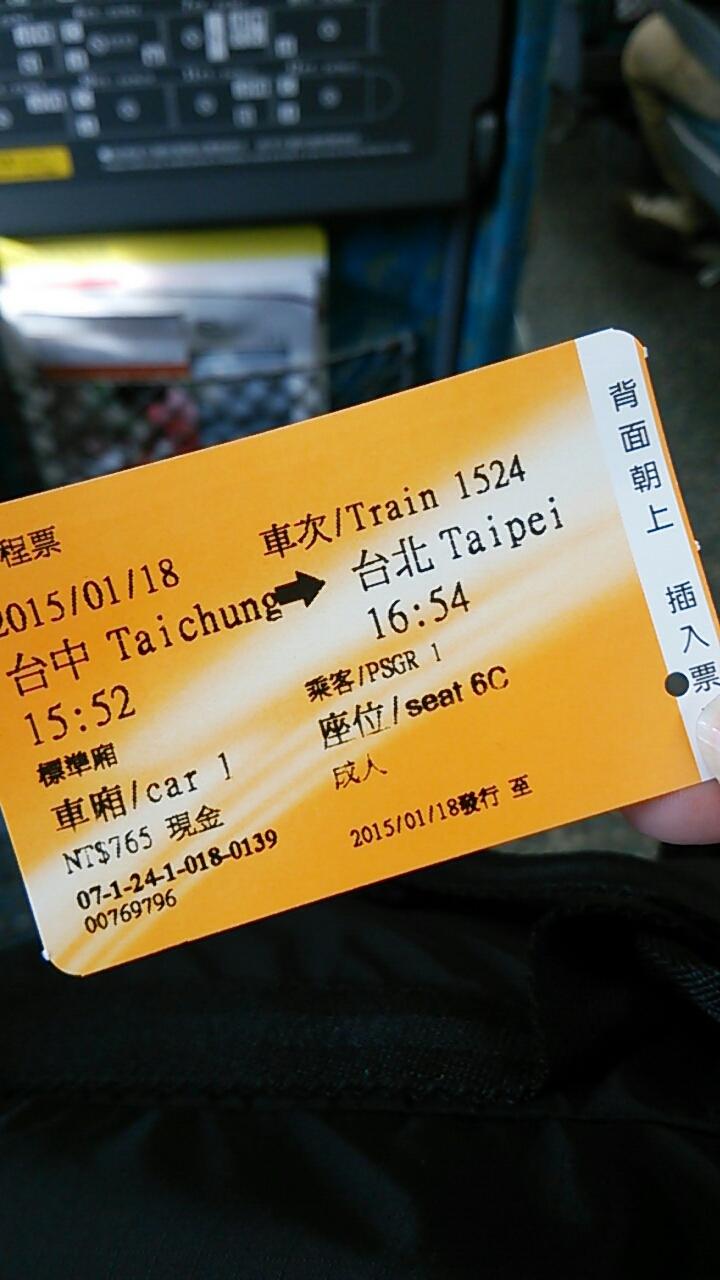 程票
車次/Train 1524
2015/01/18
台中 Taichung
台北 Taipei
15:52
16:54
標準廂
乘客/PSGR 1
車廂/car 1
座位/seat 6C
NT$765 現金
成人
07-1-24-1-018-0139
00769796
2015/01/18發行 至
背面朝上 插入票